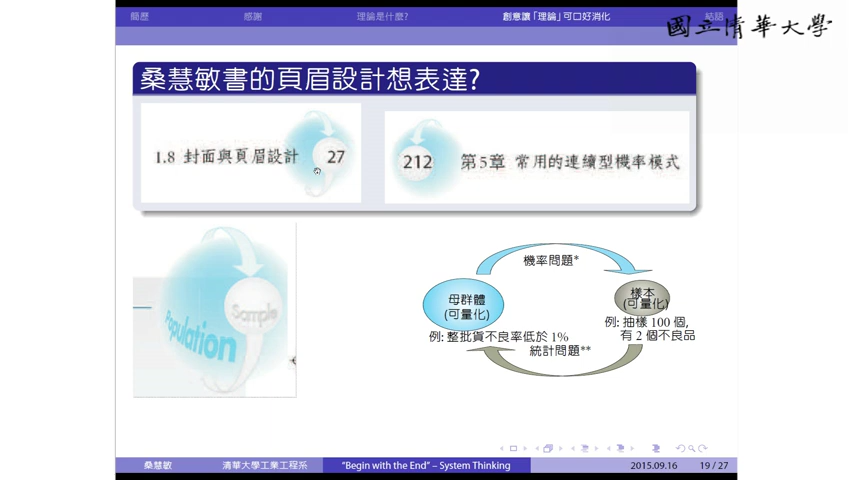 簡歷 感謝 理論是什麼? 創意讓「理論」可口好消化 結語
國立清華大學
桑慧敏書的頁眉設計想表達?
1.8 封面與頁眉設計 27
212 第5章 常用的連續型機率模式
Sample
Population
機率問題*
母群體
(可量化)
樣本
(可量化)
例: 整批貨不良率低於 1%
例: 抽樣 100 個,
有 2 個不良品
統計問題**
桑慧敏 清華大學工業工程系 "Begin with the End" – System Thinking 2015.09.16 19 / 27